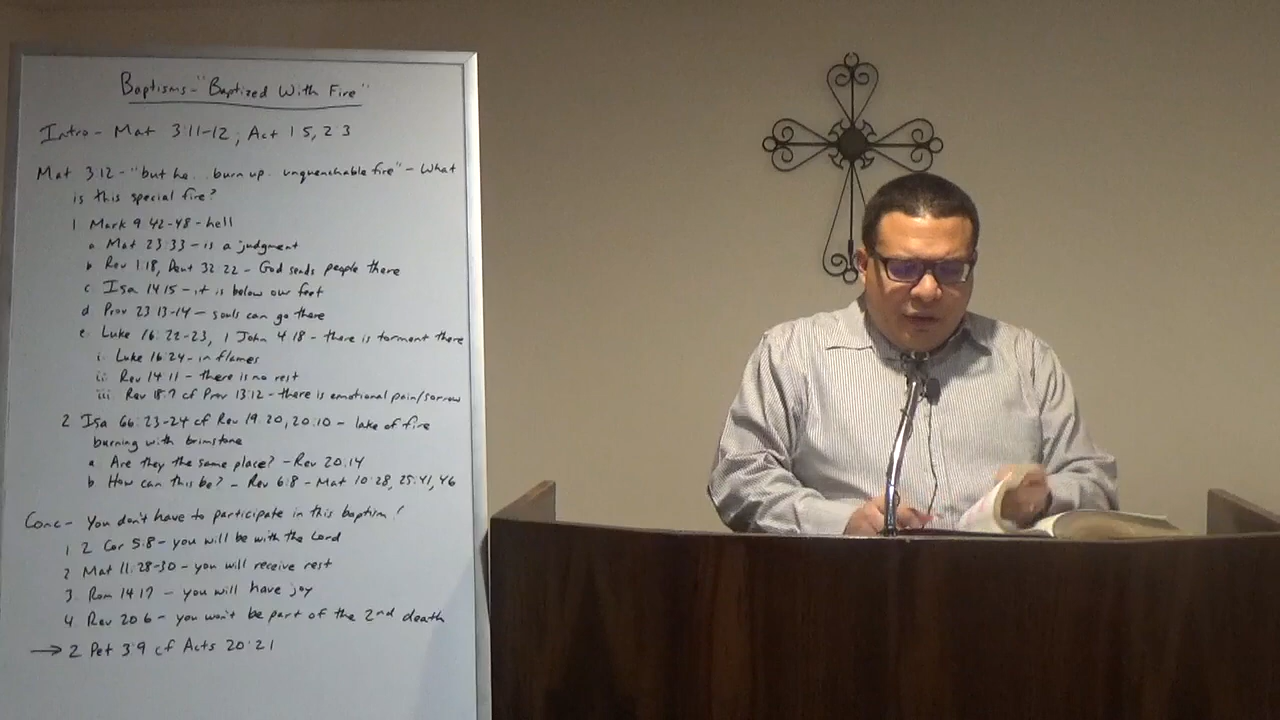 Baptisms - "Baptized With Fire"
Intro - Mat 3:11-12, Act 1:5, 2:3
Mat 3:12 - "but he... burn up... unquenchable fire" - What
is this special fire?
1 Mark 9:42-48 - hell
a Mat 23:33 - is a judgment
b Rev 1:18, Deut 32:22 - God sends people there
c Isa 14:15 - it is below our feet
d Prov 23:13-14 - souls can go there
e Luke 16:22-23, 1 John 4:18 - there is torment there
i Luke 16:24 - in flames
ii Rev 14:11 - there is no rest
iii Rev 18:7 cf Prov 13:12 - there is emotional pain/sorrow
2 Isa 66:23-24 cf Rev 19:20, 20:10 - lake of fire
burning with brimstone
a Are they the same place? - Rev 20:14
b How can this be? - Rev 6:8 - Mat 10:28, 25:41, 46
Conc - you don't have to participate in this baptism!
1 2 Cor 5:8 - you will be with the Lord
2 Mat 11:28-30 - you will receive rest
3 Rom 14:17 - you will have joy
4 Rev 20:6 - you won't be part of the 2nd death
→ 2 Pet 3:9 cf Acts 20:21